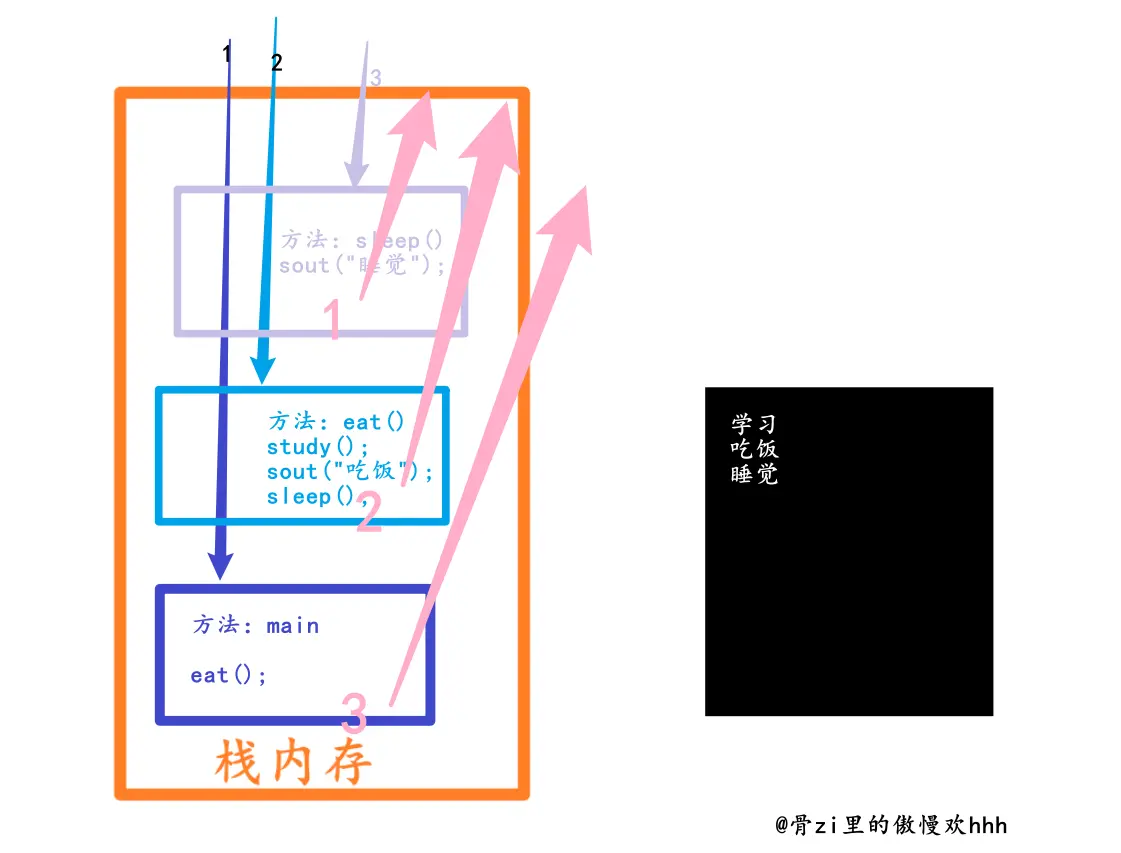 1
2
3
方法：sleep()
sout("睡觉");
1
方法：eat()
study();
sout("吃饭");
sleep(),
2
方法：main
eat();
3
栈内存
学习
吃饭
睡觉
@骨zi里的傲慢欢hhh